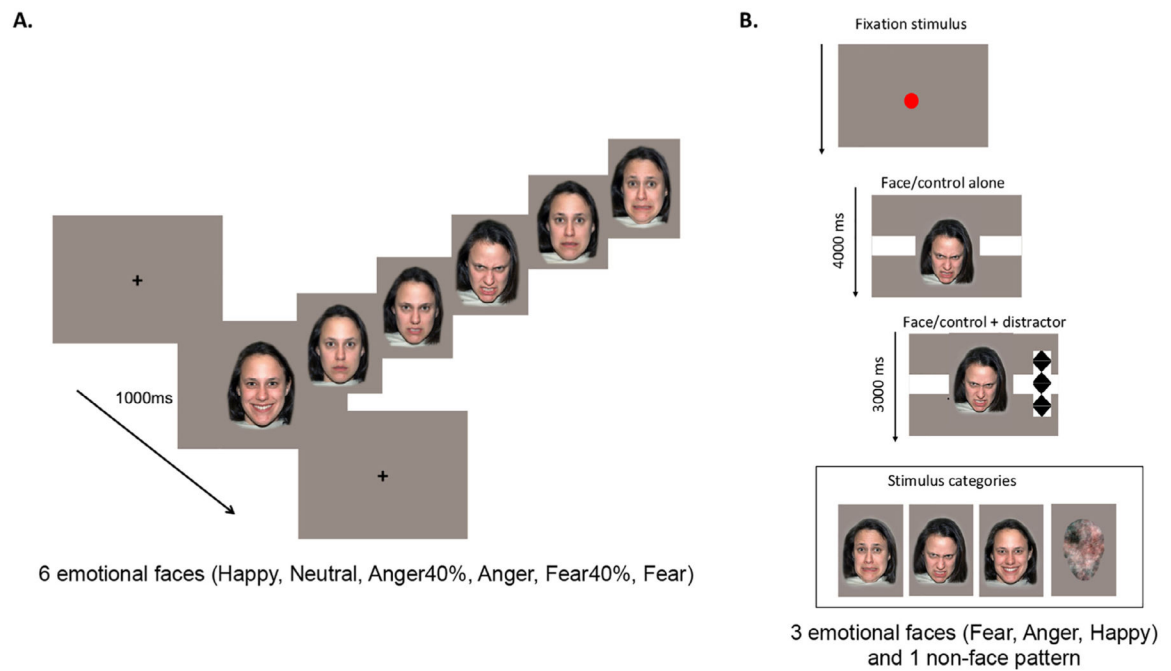 A.
1000ms
6 emotional faces (Happy, Neutral, Anger40%, Anger, Fear40%, Fear)
B.
Fixation stimulus
Face/control alone
4000 ms
Face/control + distractor
3000 ms
Stimulus categories
3 emotional faces (Fear, Anger, Happy)
and 1 non-face pattern